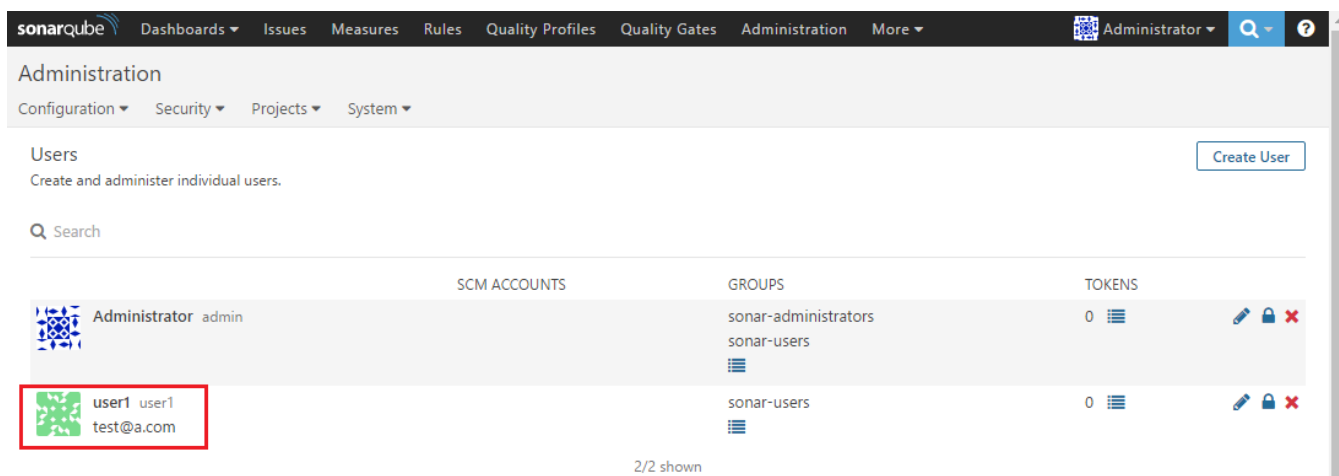 sonarqube Dashboards Issues Measures Rules Quality Profiles Quality Gates Administration More Administrator
Administration
Configuration Security Projects System
Users
Create User
Create and administer individual users.
Search
SCM ACCOUNTS GROUPS TOKENS
Administrator admin sonar-administrators 0
sonar-users
user1 user1 sonar-users 0
test@a.com
2/2 shown